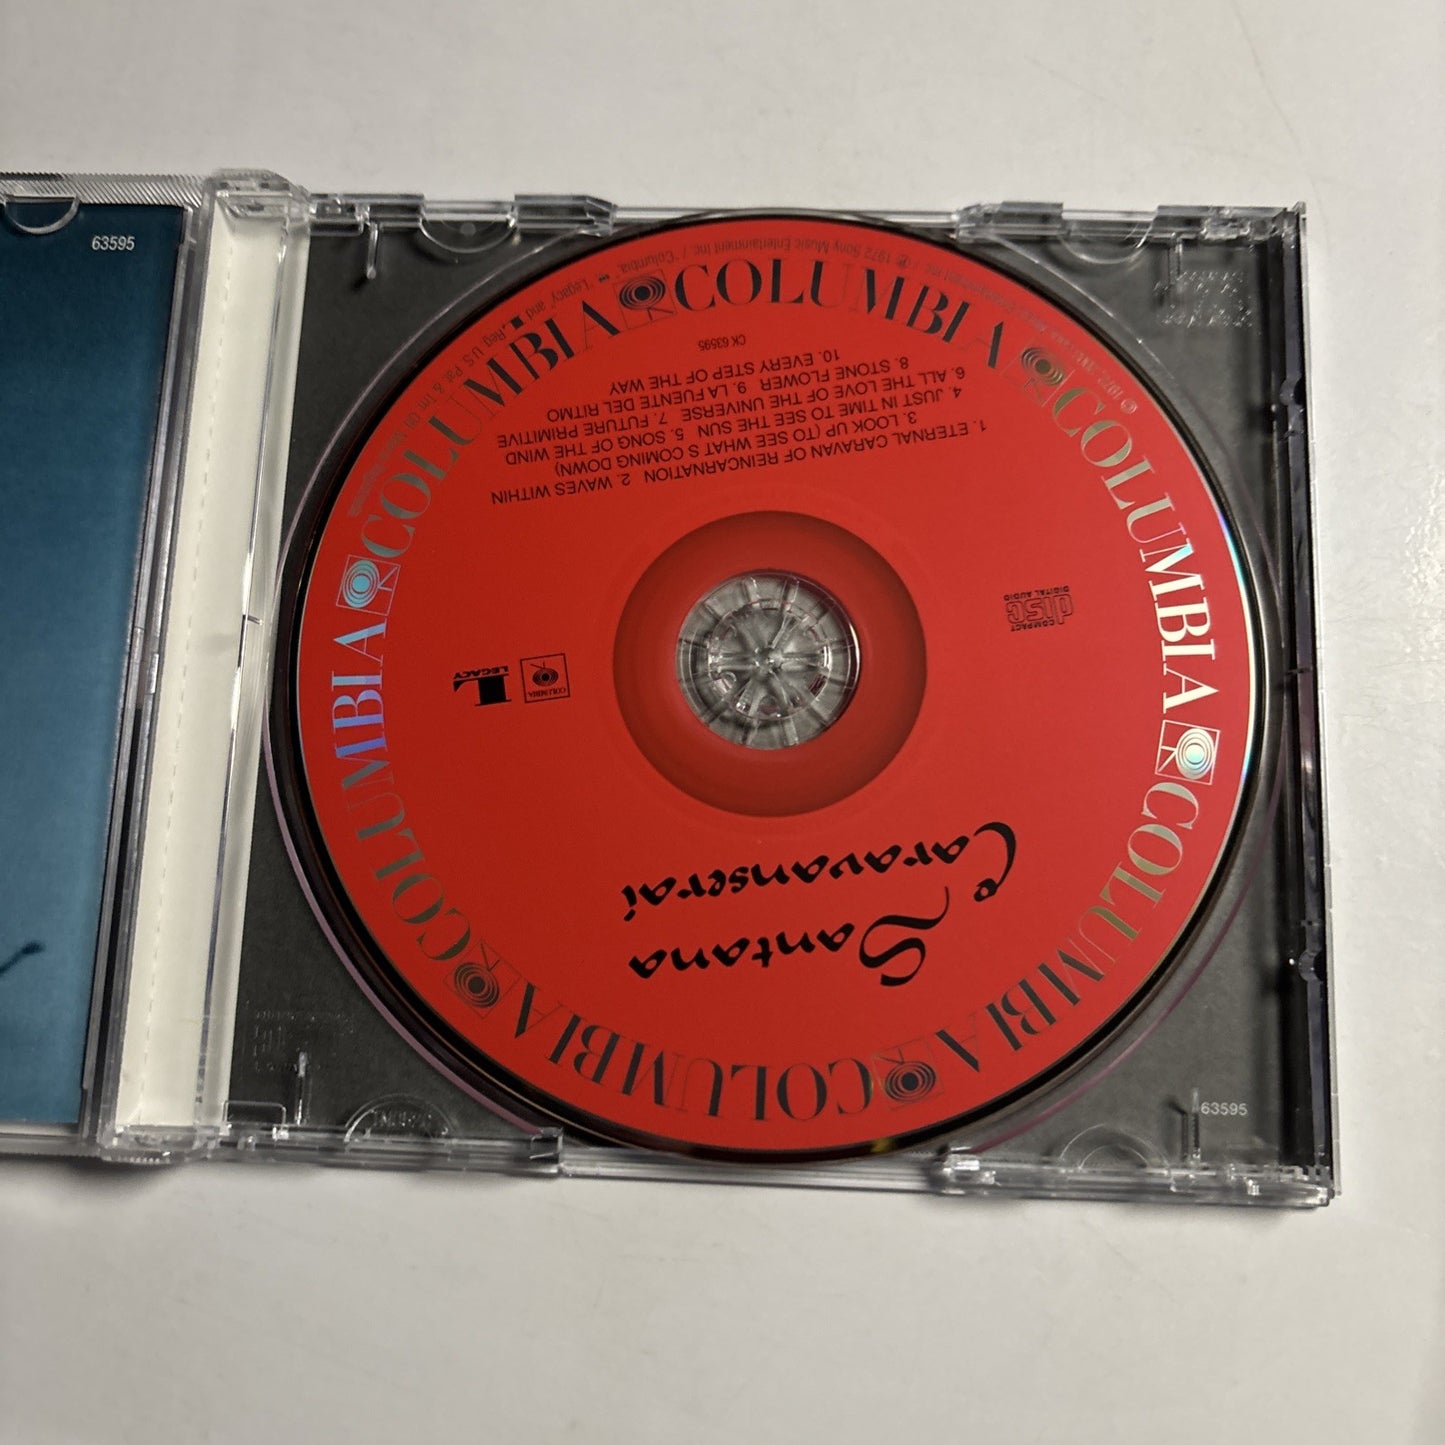 63595
Santana
Caravanserai
COLUMBIA
LEGACY
COMPACT
disc
DIGITAL AUDIO
1. ETERNAL CARAVAN OF REINCARNATION 2. WAVES WITHIN
3. LOOK UP (TO SEE WHAT S COMING DOWN)
4. JUST IN TIME TO SEE THE SUN 5. SONG OF THE WIND
6. ALL THE LOVE OF THE UNIVERSE 7. FUTURE PRIMITIVE
8. STONE FLOWER 9. LA FUENTE DEL RITMO
10. EVERY STEP OF THE WAY
CK 63595
COLUMBIA COLUMBIA COLUMBIA COLUMBIA COLUMBIA COLUMBIA COLUMBIA
℗ 1972 Sony Music Entertainment Inc. / "Columbia," "Legacy" and Reg. U.S. Pat. & Tm. Off.
63595